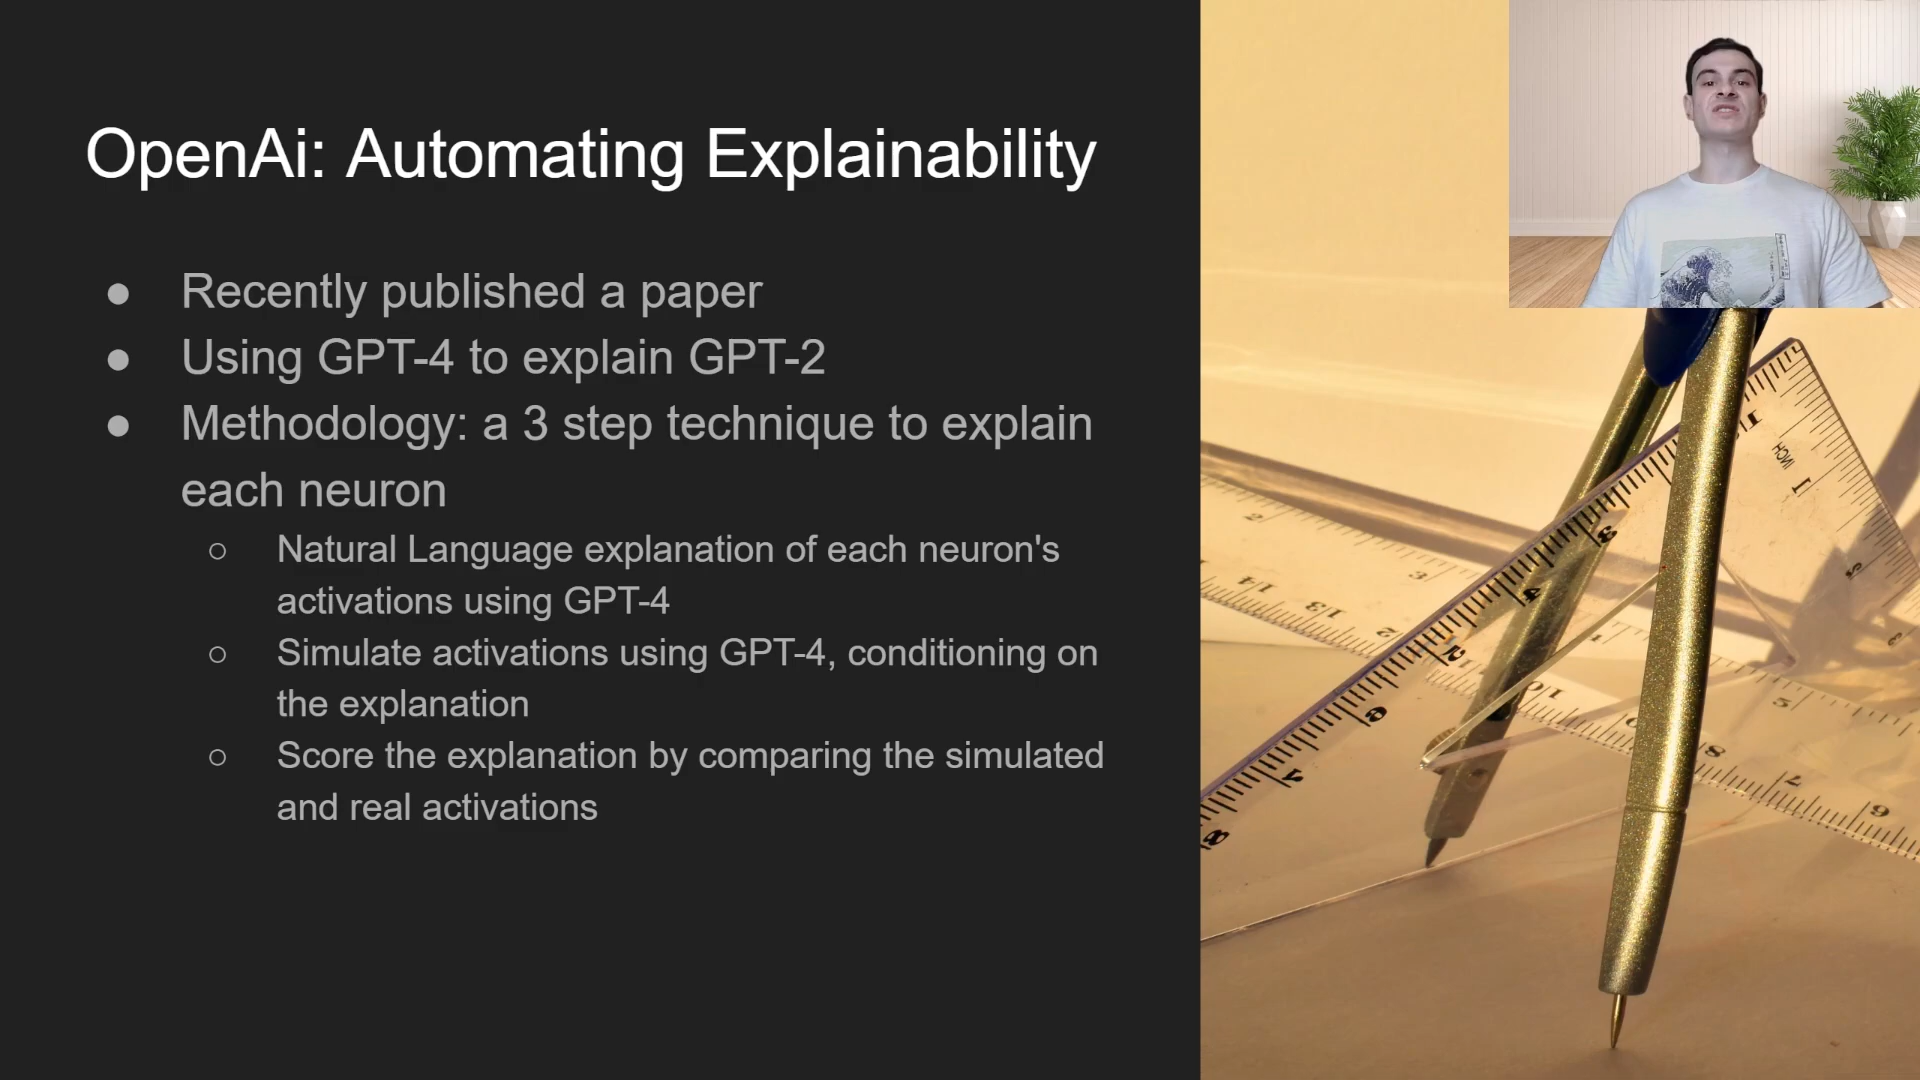 OpenAi: Automating Explainability
● Recently published a paper
● Using GPT-4 to explain GPT-2
● Methodology: a 3 step technique to explain
each neuron
○ Natural Language explanation of each neuron's
activations using GPT-4
○ Simulate activations using GPT-4, conditioning on
the explanation
○ Score the explanation by comparing the simulated
and real activations
INCH